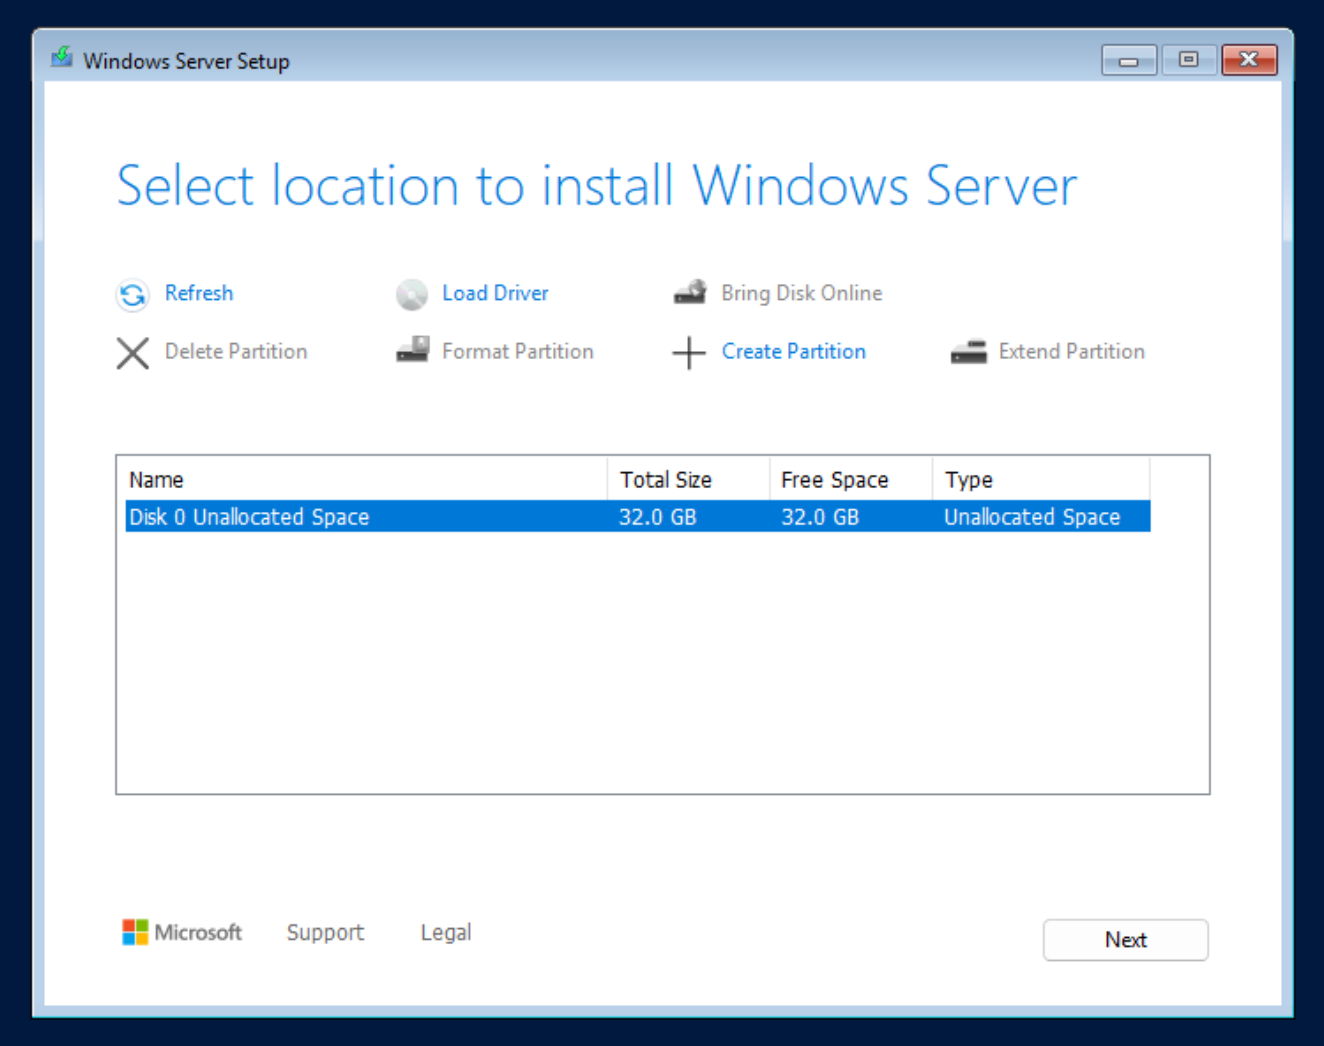 Windows Server Setup
Select location to install Windows Server
Refresh Load Driver Bring Disk Online
Delete Partition Format Partition Create Partition Extend Partition
Name Total Size Free Space Type
Disk 0 Unallocated Space 32.0 GB 32.0 GB Unallocated Space
Microsoft Support Legal Next